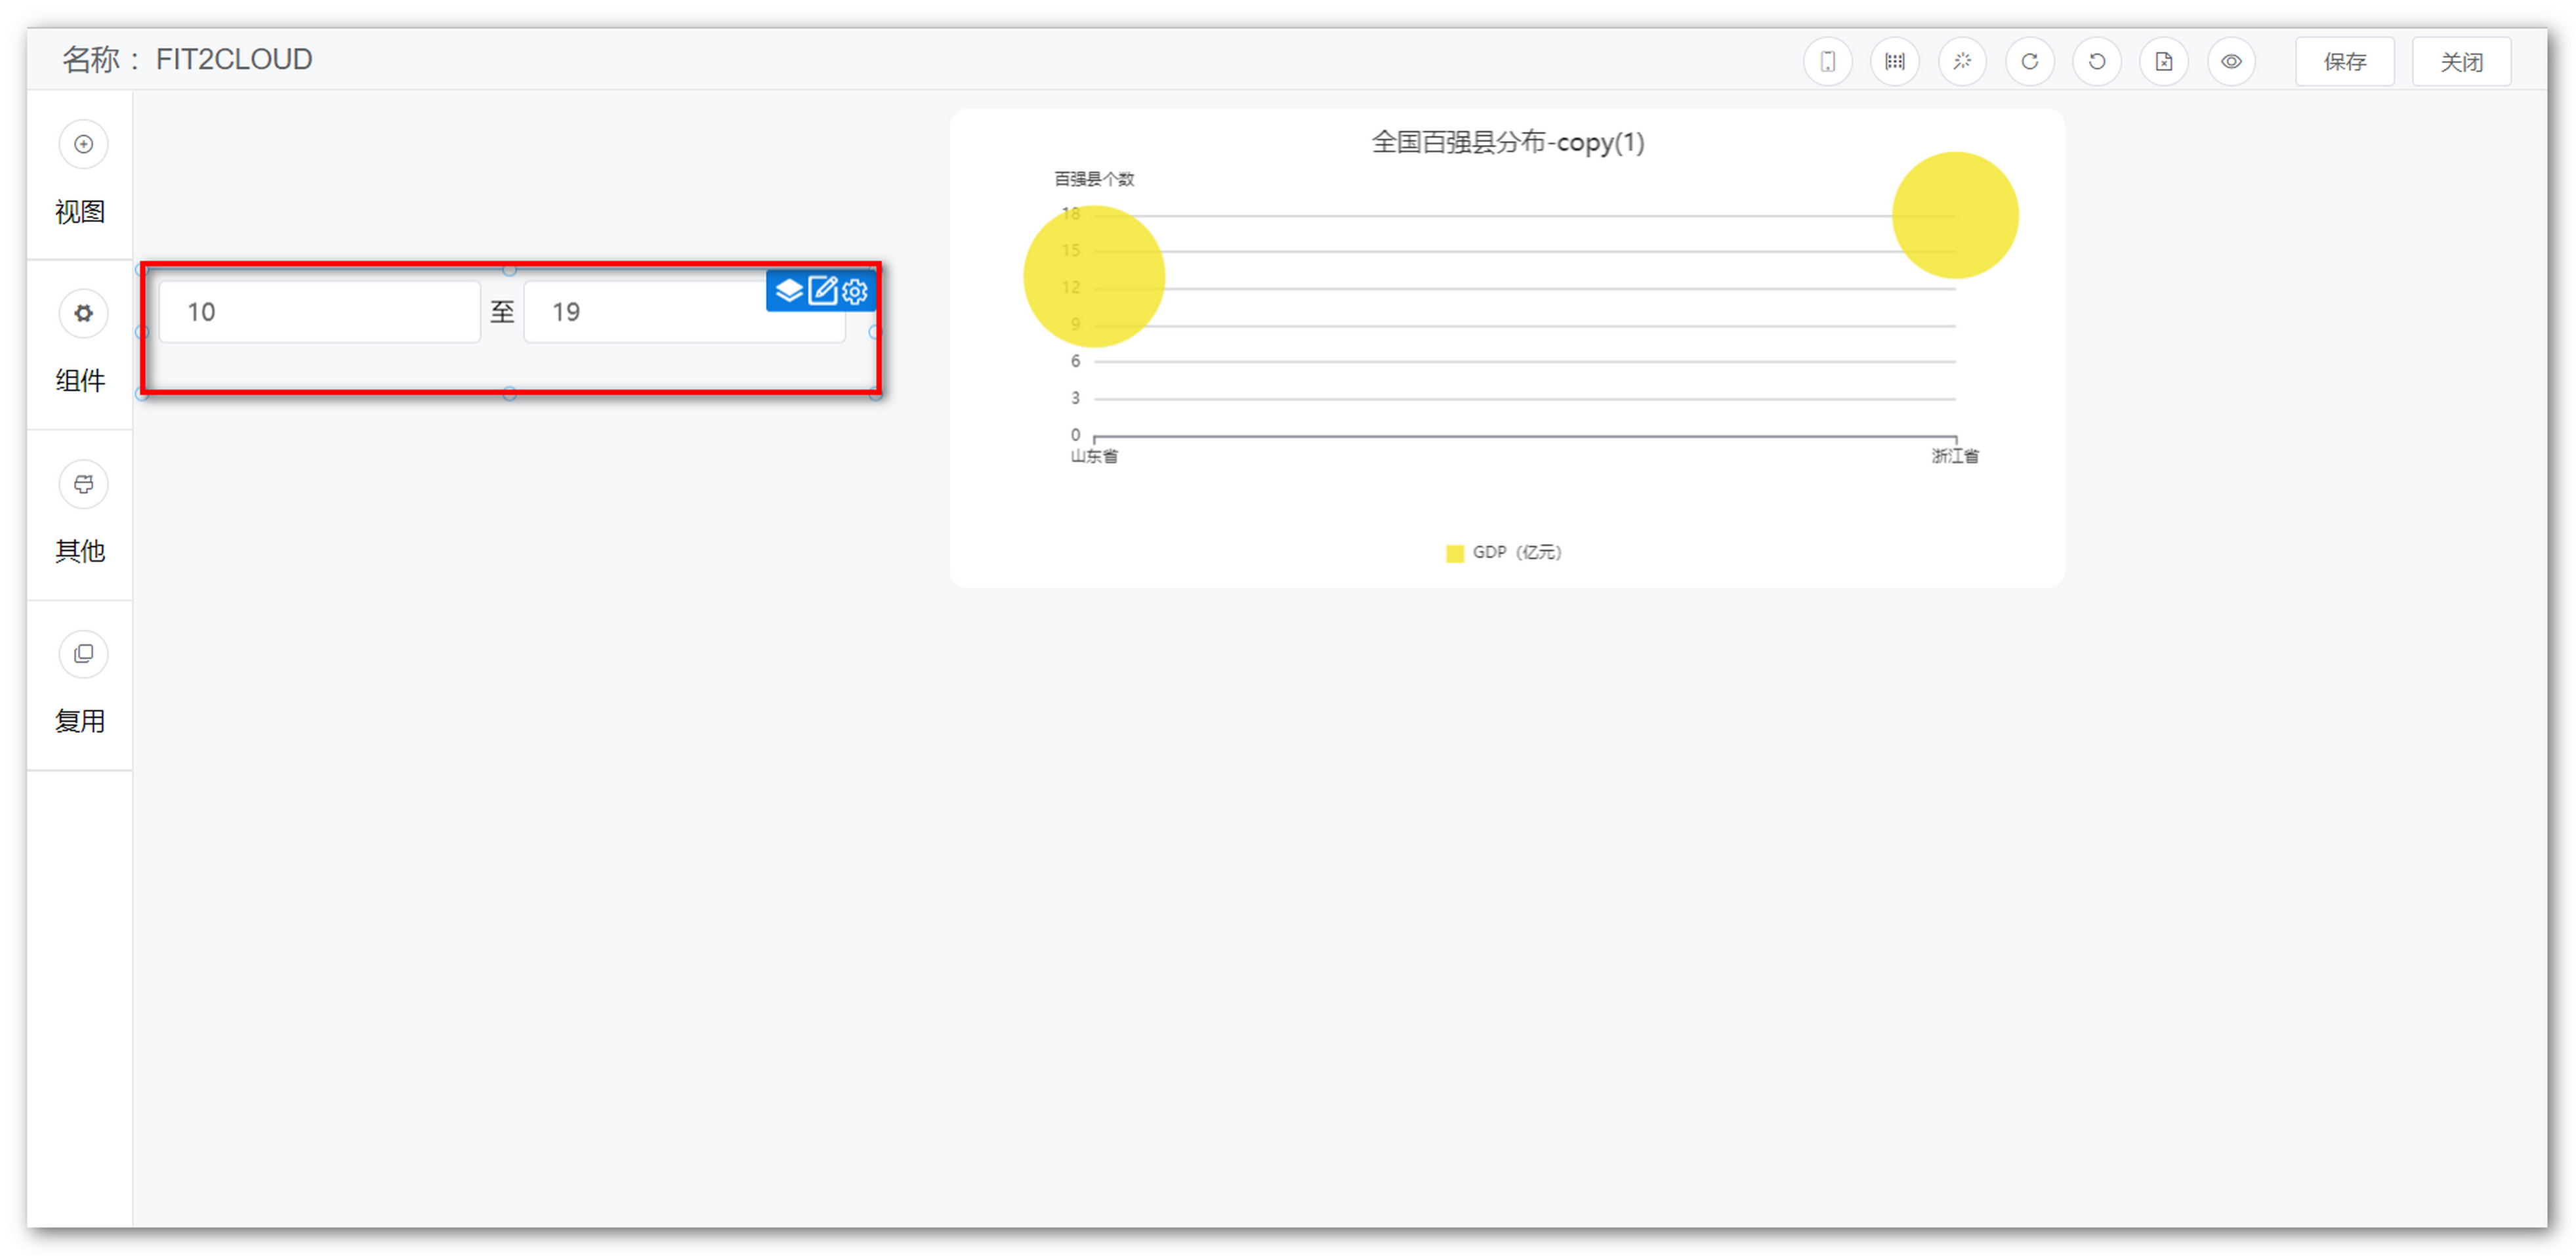 名称： FIT2CLOUD
保存
关闭
视图
组件
其他
复用
10 至 19
全国百强县分布-copy(1)
百强县个数
18
15
12
9
6
3
0
山东省 浙江省
GDP（亿元）